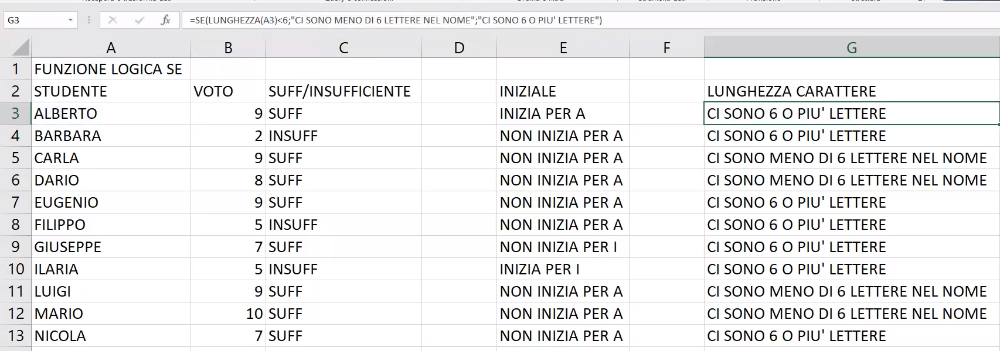 G3 =SE(LUNGHEZZA(A3)<6;"CI SONO MENO DI 6 LETTERE NEL NOME";"CI SONO 6 O PIU' LETTERE")
A B C D E F G
1 FUNZIONE LOGICA SE
2 STUDENTE VOTO SUFF/INSUFFICIENTE INIZIALE LUNGHEZZA CARATTERE
3 ALBERTO 9 SUFF INIZIA PER A CI SONO 6 O PIU' LETTERE
4 BARBARA 2 INSUFF NON INIZIA PER A CI SONO 6 O PIU' LETTERE
5 CARLA 9 SUFF NON INIZIA PER A CI SONO MENO DI 6 LETTERE NEL NOME
6 DARIO 8 SUFF NON INIZIA PER A CI SONO MENO DI 6 LETTERE NEL NOME
7 EUGENIO 9 SUFF NON INIZIA PER A CI SONO 6 O PIU' LETTERE
8 FILIPPO 5 INSUFF NON INIZIA PER A CI SONO 6 O PIU' LETTERE
9 GIUSEPPE 7 SUFF NON INIZIA PER I CI SONO 6 O PIU' LETTERE
10 ILARIA 5 INSUFF INIZIA PER I CI SONO 6 O PIU' LETTERE
11 LUIGI 9 SUFF NON INIZIA PER A CI SONO MENO DI 6 LETTERE NEL NOME
12 MARIO 10 SUFF NON INIZIA PER A CI SONO MENO DI 6 LETTERE NEL NOME
13 NICOLA 7 SUFF NON INIZIA PER A CI SONO 6 O PIU' LETTERE